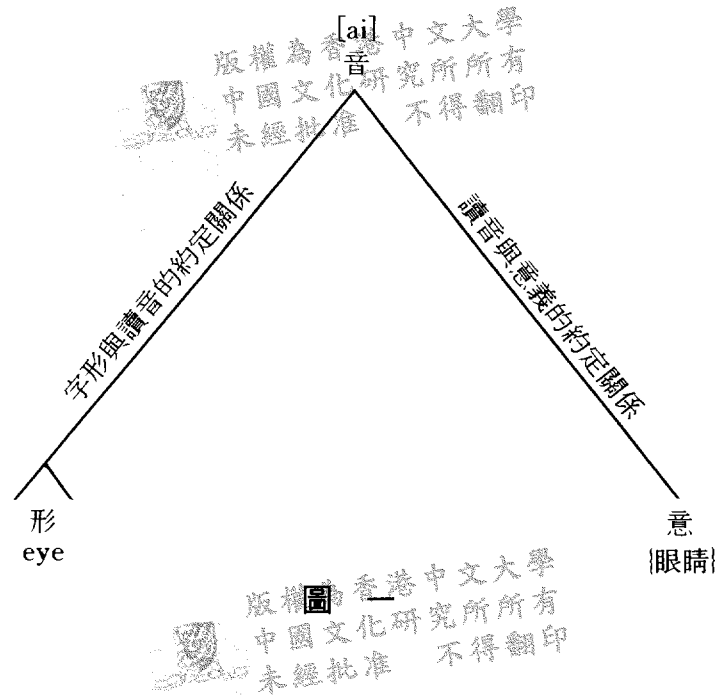 [ai]
音
版權為香港中文大學
中國文化研究所所有
未經批准 不得翻印
字形與讀音的約定關係
讀音與意義的約定關係
形
eye
意
{眼睛}
圖 一
版權為香港中文大學
中國文化研究所所有
未經批准 不得翻印